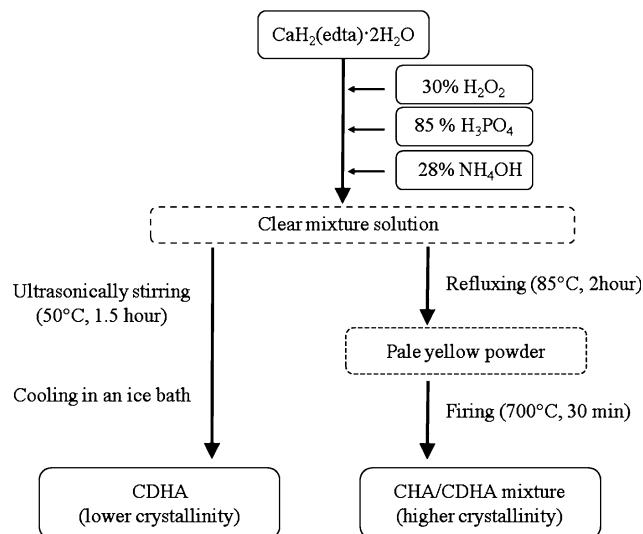 CaH₂(edta)·2H₂O
30% H₂O₂
85 % H₃PO₄
28% NH₄OH
Clear mixture solution
Ultrasonically stirring
(50°C, 1.5 hour)
Cooling in an ice bath
Refluxing (85°C, 2hour)
Pale yellow powder
Firing (700°C, 30 min)
CDHA
(lower crystallinity)
CHA/CDHA mixture
(higher crystallinity)